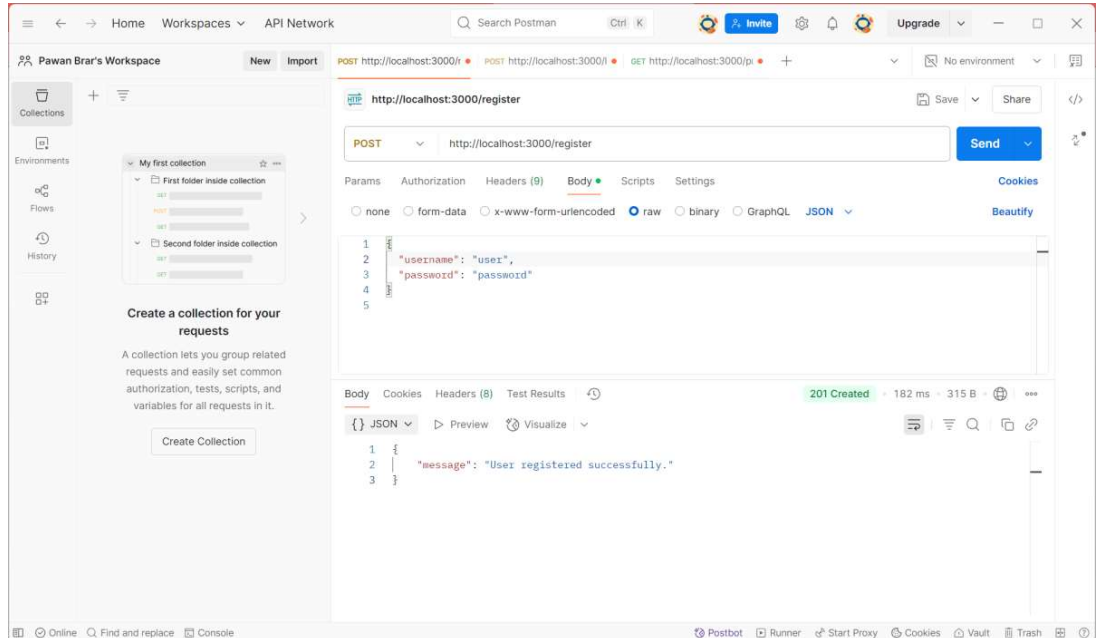 Home Workspaces API Network Search Postman Ctrl K Invite Upgrade
Pawan Brar's Workspace New Import POST http://localhost:3000/r POST http://localhost:3000/l GET http://localhost:3000/pr No environment
Collections
Environments
Flows
History
My first collection
First folder inside collection
GET
POST
GET
Second folder inside collection
GET
GET
Create a collection for your
requests
A collection lets you group related
requests and easily set common
authorization, tests, scripts, and
variables for all requests in it.
Create Collection
HTTP http://localhost:3000/register Save Share
POST http://localhost:3000/register Send
Params Authorization Headers (9) Body Scripts Settings Cookies
none form-data x-www-form-urlencoded raw binary GraphQL JSON Beautify
1 {
2 "username": "user",
3 "password": "password"
4 }
5
Body Cookies Headers (8) Test Results 201 Created 182 ms 315 B
{} JSON Preview Visualize
1 {
2 "message": "User registered successfully."
3 }
Online Find and replace Console Postbot Runner Start Proxy Cookies Vault Trash